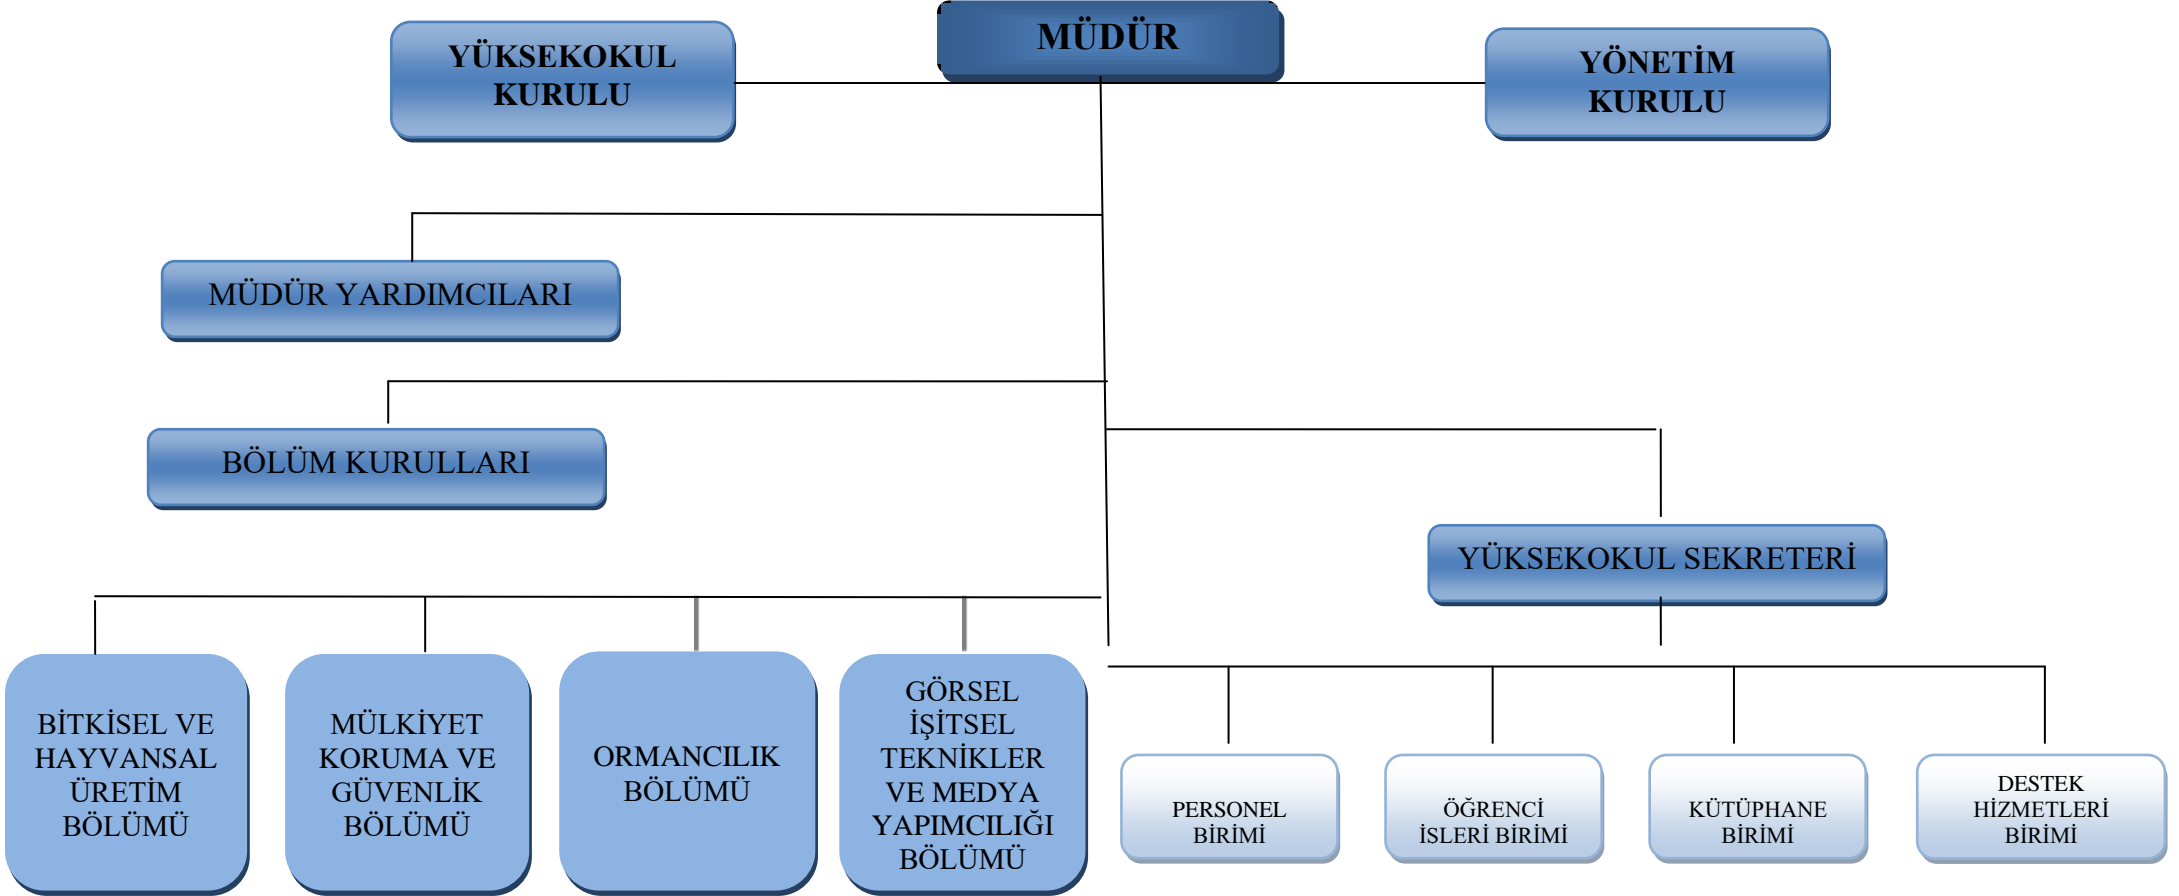 MÜDÜR
YÜKSEKOKUL
KURULU
YÖNETİM
KURULU
MÜDÜR YARDIMCILARI
BÖLÜM KURULLARI
YÜKSEKOKUL SEKRETERİ
BİTKİSEL VE
HAYVANSAL
ÜRETİM
BÖLÜMÜ
MÜLKİYET
KORUMA VE
GÜVENLİK
BÖLÜMÜ
ORMANCILIK
BÖLÜMÜ
GÖRSEL
İŞİTSEL
TEKNİKLER
VE MEDYA
YAPIMCILIĞI
BÖLÜMÜ
PERSONEL
BİRİMİ
ÖĞRENCİ
İSLERİ BİRİMİ
KÜTÜPHANE
BİRİMİ
DESTEK
HİZMETLERİ
BİRİMİ